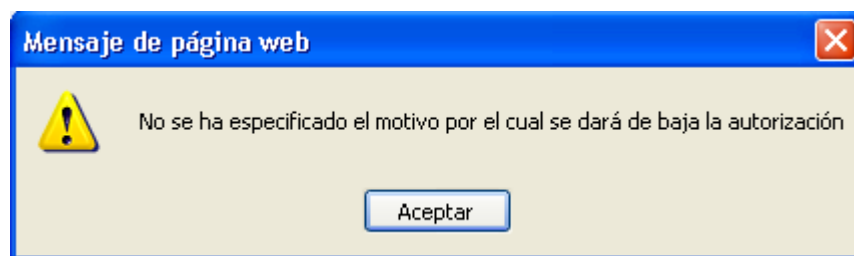 Mensaje de página web
No se ha especificado el motivo por el cual se dará de baja la autorización
Aceptar